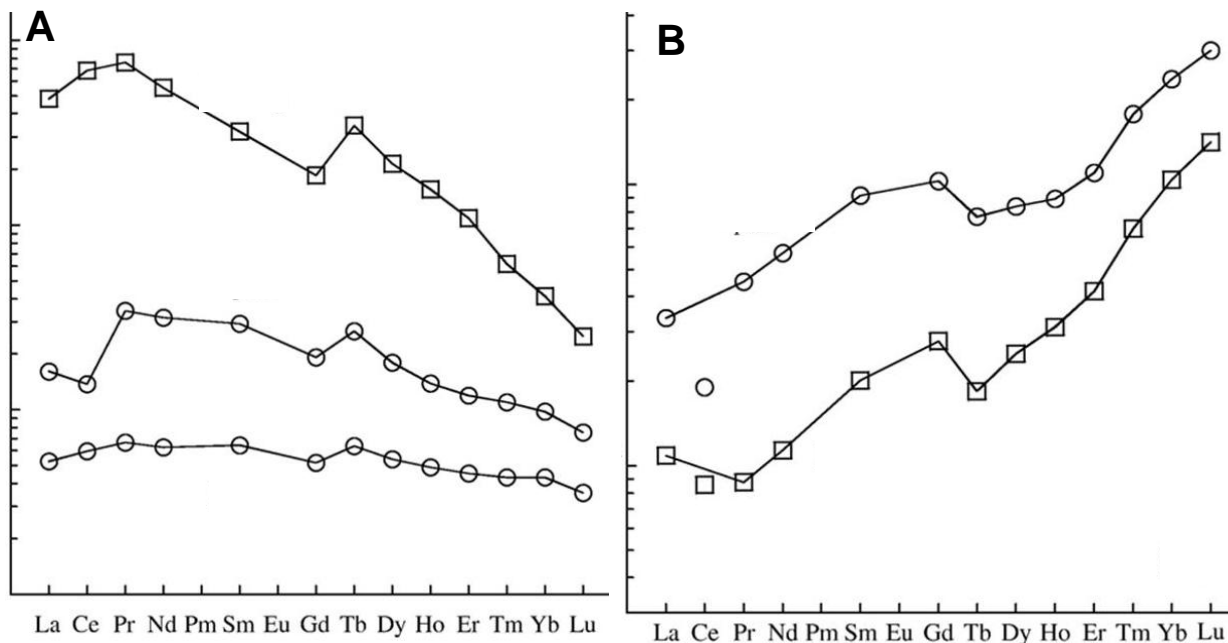 A
B
La Ce Pr Nd Pm Sm Eu Gd Tb Dy Ho Er Tm Yb Lu
La Ce Pr Nd Pm Sm Eu Gd Tb Dy Ho Er Tm Yb Lu